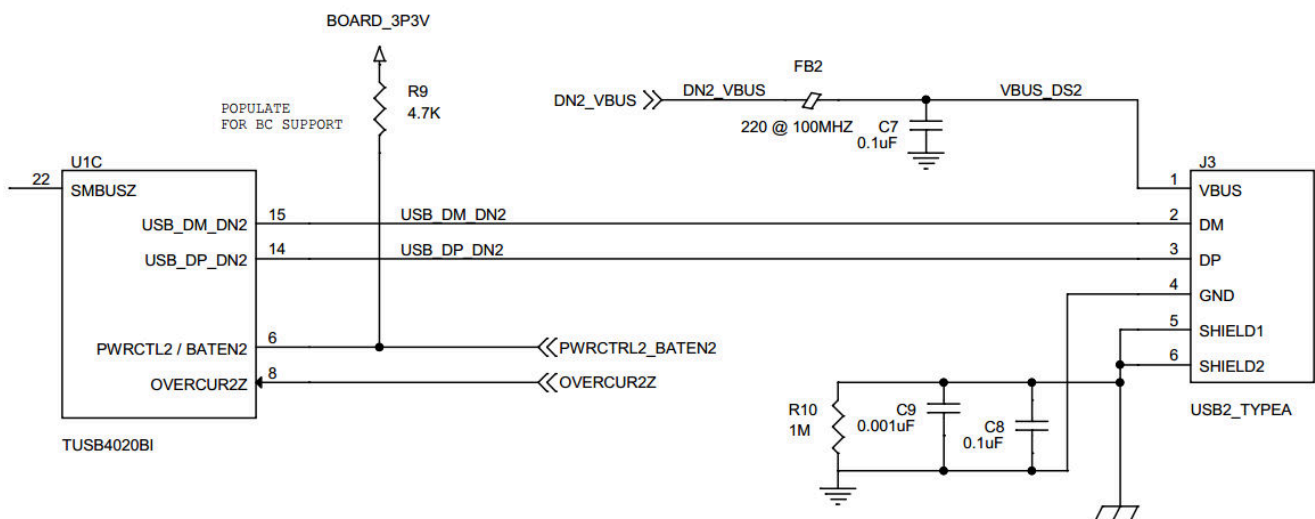 BOARD_3P3V
R9
4.7K
POPULATE
FOR BC SUPPORT
FB2
DN2_VBUS
DN2_VBUS
VBUS_DS2
220 @ 100MHZ
C7
0.1uF
U1C
22
SMBUSZ
USB_DM_DN2
15
USB_DM_DN2
USB_DP_DN2
14
USB_DP_DN2
PWRCTL2 / BATEN2
6
PWRCTRL2_BATEN2
OVERCUR2Z
8
OVERCUR2Z
TUSB4020BI
J3
1
VBUS
2
DM
3
DP
4
GND
5
SHIELD1
6
SHIELD2
USB2_TYPEA
R10
1M
C9
0.001uF
C8
0.1uF